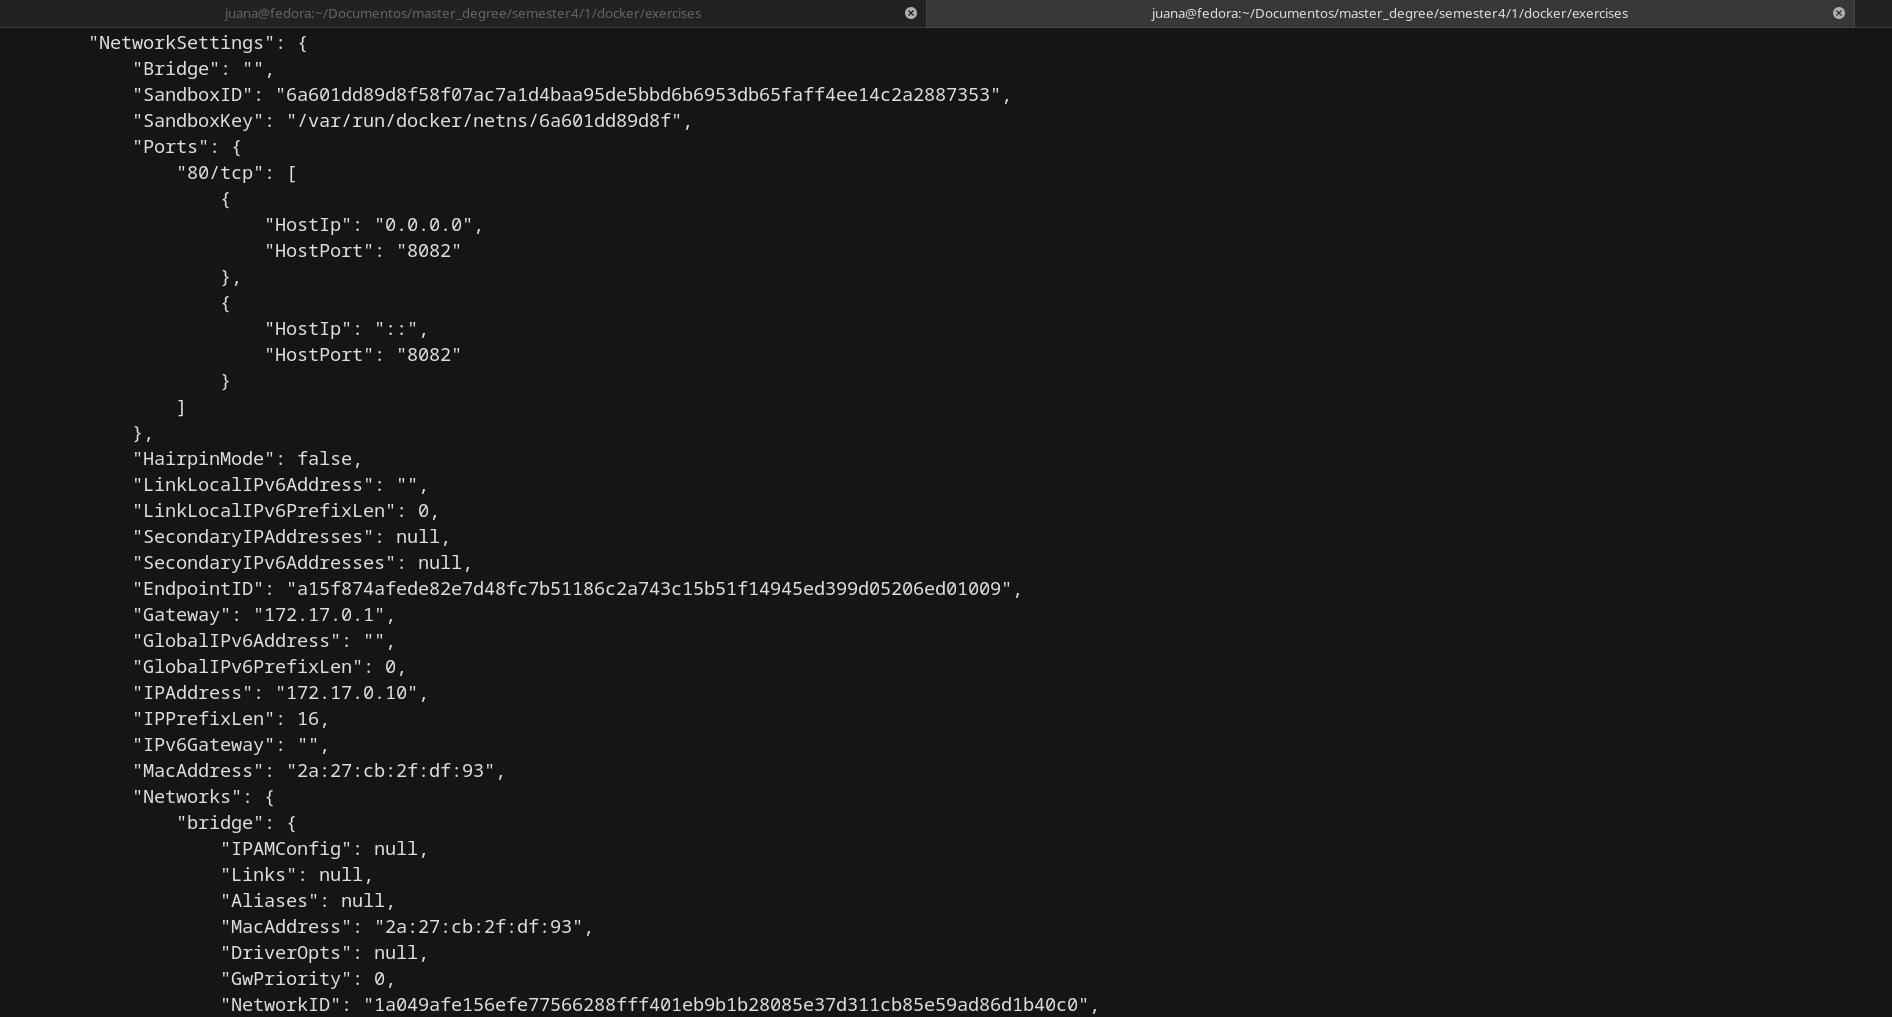 juana@fedora:~/Documentos/master_degree/semester4/1/docker/exercises
juana@fedora:~/Documentos/master_degree/semester4/1/docker/exercises
"NetworkSettings": {
"Bridge": "",
"SandboxID": "6a601dd89d8f58f07ac7a1d4baa95de5bbd6b6953db65faff4ee14c2a2887353",
"SandboxKey": "/var/run/docker/netns/6a601dd89d8f",
"Ports": {
"80/tcp": [
{
"HostIp": "0.0.0.0",
"HostPort": "8082"
},
{
"HostIp": "::",
"HostPort": "8082"
}
]
},
"HairpinMode": false,
"LinkLocalIPv6Address": "",
"LinkLocalIPv6PrefixLen": 0,
"SecondaryIPAddresses": null,
"SecondaryIPv6Addresses": null,
"EndpointID": "a15f874afede82e7d48fc7b51186c2a743c15b51f14945ed399d05206ed01009",
"Gateway": "172.17.0.1",
"GlobalIPv6Address": "",
"GlobalIPv6PrefixLen": 0,
"IPAddress": "172.17.0.10",
"IPPrefixLen": 16,
"IPv6Gateway": "",
"MacAddress": "2a:27:cb:2f:df:93",
"Networks": {
"bridge": {
"IPAMConfig": null,
"Links": null,
"Aliases": null,
"MacAddress": "2a:27:cb:2f:df:93",
"DriverOpts": null,
"GwPriority": 0,
"NetworkID": "1a049afe156efe77566288fff401eb9b1b28085e37d311cb85e59ad86d1b40c0",